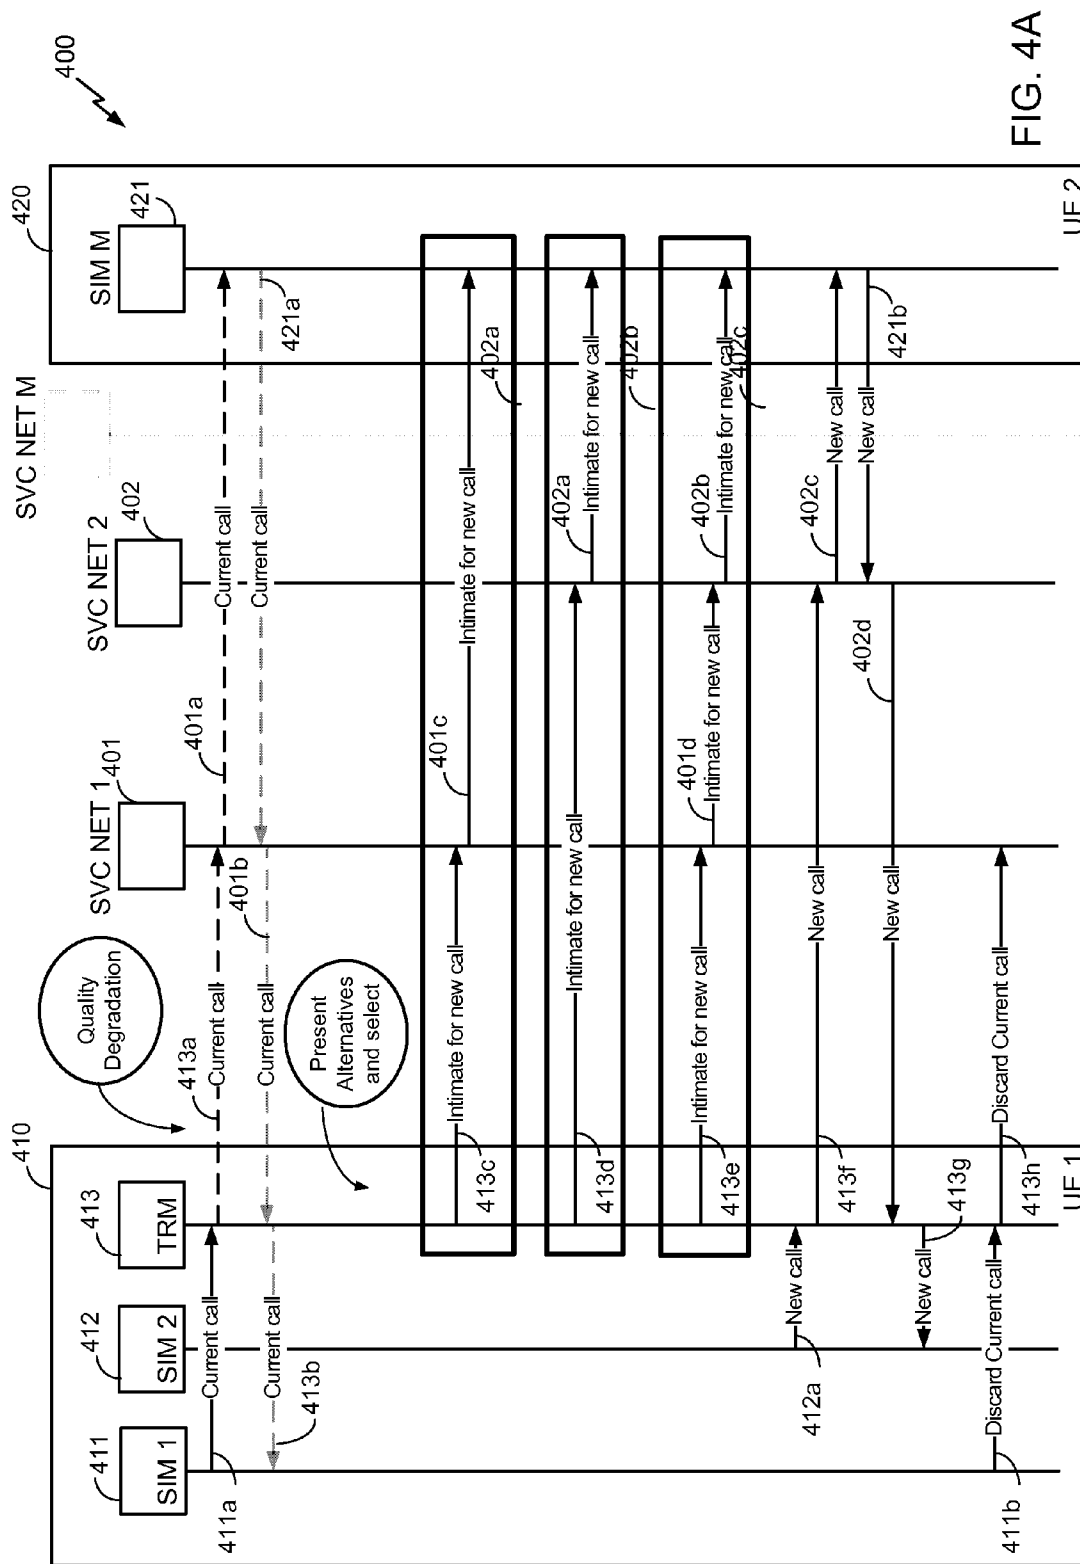 400
SVC NET M
410
420
411
412
413
SVC NET 1
401
SVC NET 2
402
SIM M
421
SIM 1
SIM 2
TRM
Quality
Degradation
411a
Current call
413a
Current call
401a
Current call
Current call
421a
401b
Current call
Current call
413b
Present
Alternatives
and select
413c
Intimate for new call
401c
Intimate for new call
402a
413d
Intimate for new call
402a
Intimate for new call
402b
413e
Intimate for new call
401d
Intimate for new call
402b
Intimate for new call
402c
412a
New call
413f
New call
402c
New call
New call
421b
402d
New call
New call
413g
411b
Discard Current call
413h
Discard Current call
UE 1
UE 2
FIG. 4A